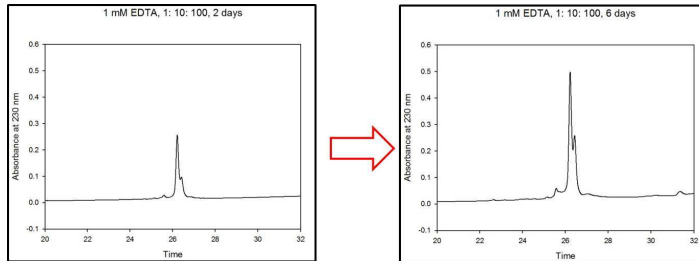 1 mM EDTA, 1: 10: 100, 2 days
Absorbance at 230 nm
0.6
0.5
0.4
0.3
0.2
0.1
0.0
-0.1
20 22 24 26 28 30 32
Time
1 mM EDTA, 1: 10: 100, 6 days
Absorbance at 230 nm
0.6
0.5
0.4
0.3
0.2
0.1
0.0
-0.1
20 22 24 26 28 30 32
Time